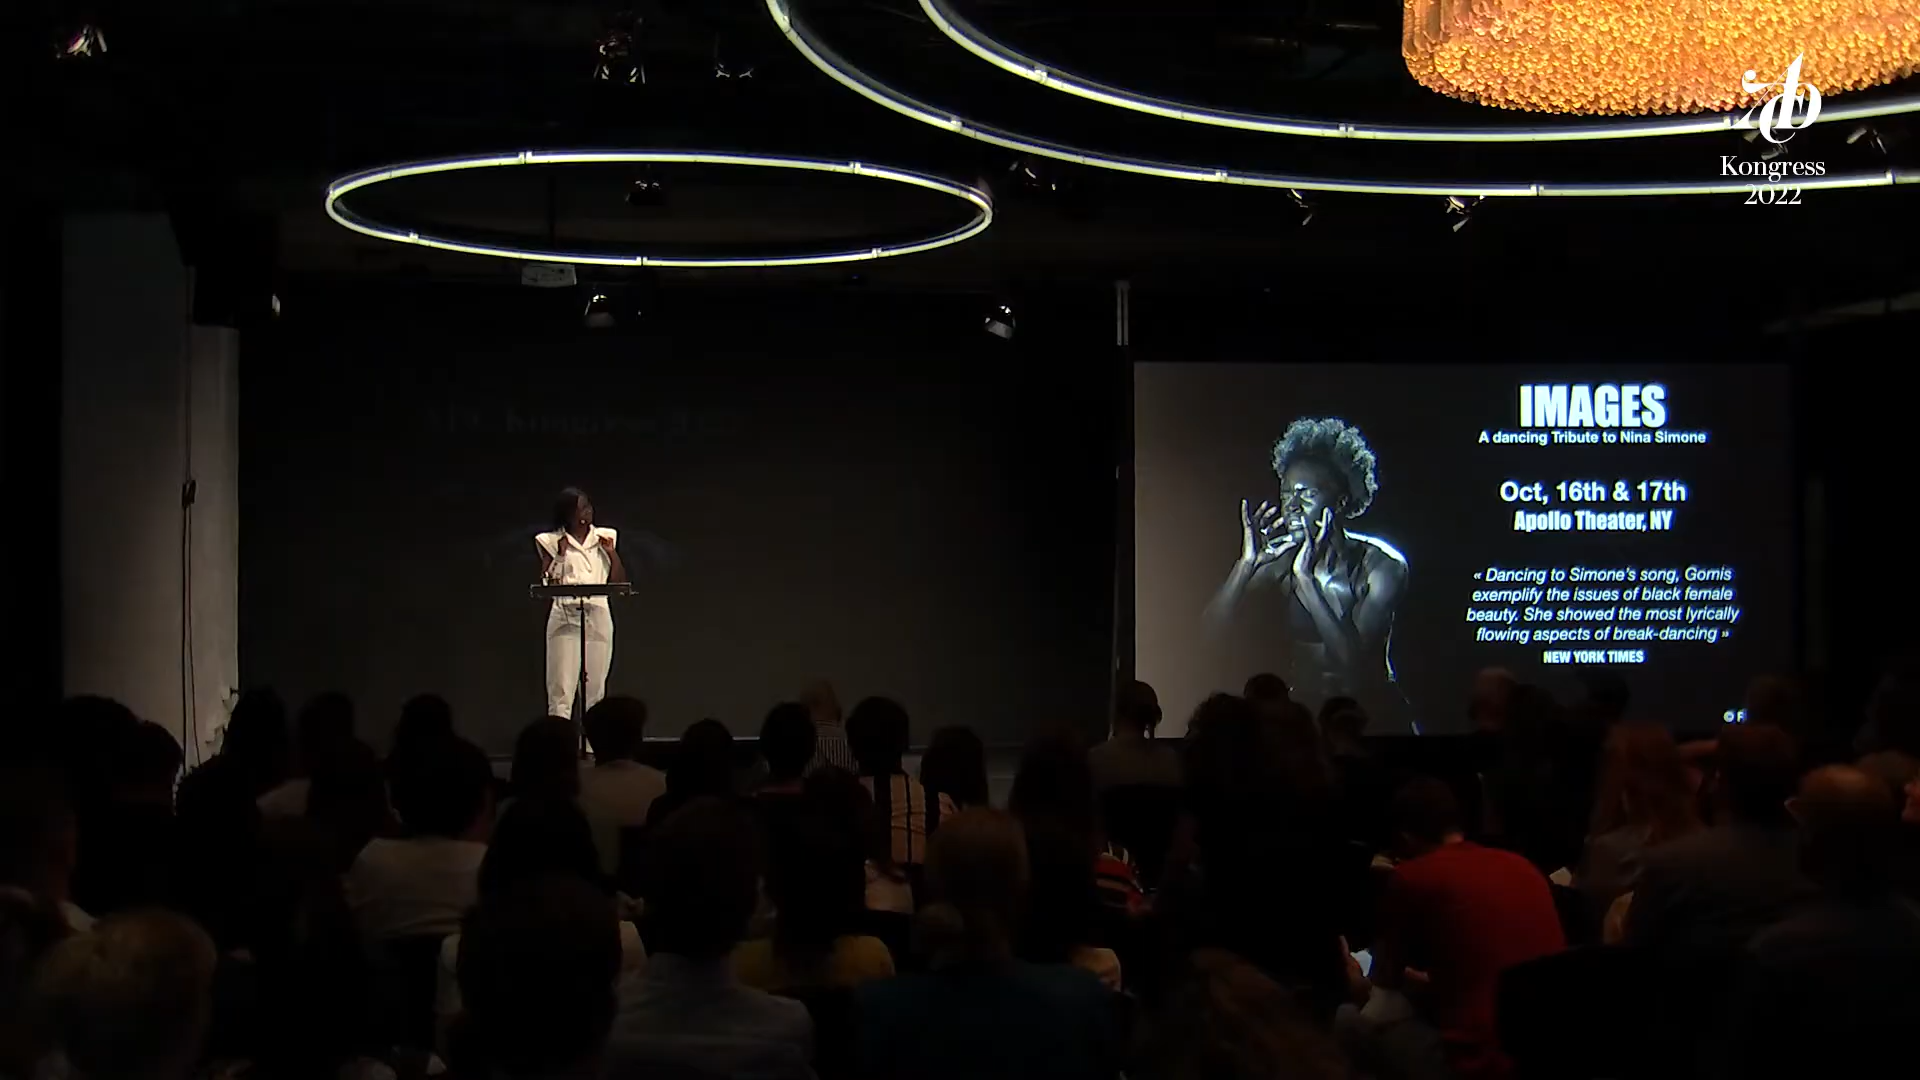 adc
Kongress
2022
IMAGES
A dancing Tribute to Nina Simone
Oct, 16th & 17th
Apollo Theater, NY
« Dancing to Simone's song, Gomis
exemplify the issues of black female
beauty. She showed the most lyrically
flowing aspects of break-dancing »
NEW YORK TIMES